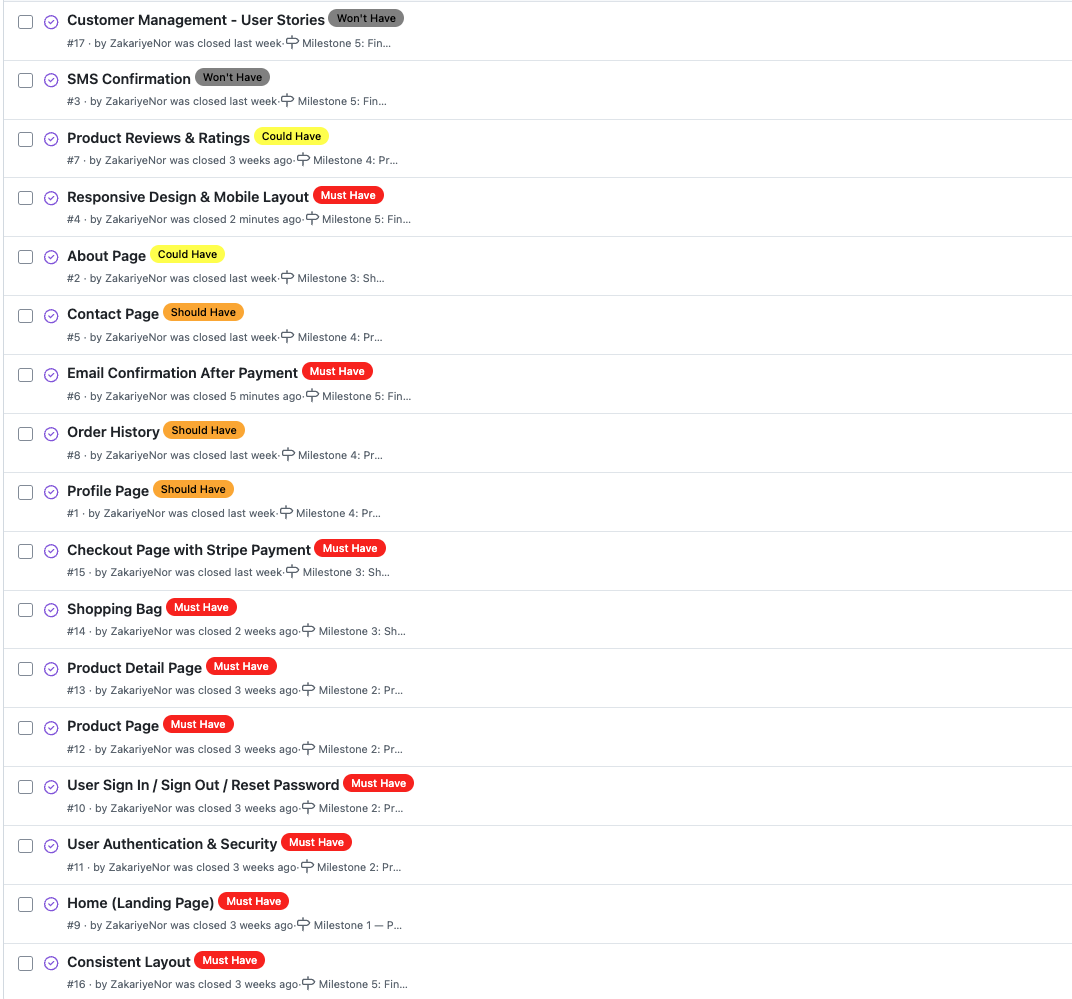 Customer Management - User Stories Won't Have
#17 · by ZakariyeNor was closed last week· Milestone 5: Fin...
SMS Confirmation Won't Have
#3 · by ZakariyeNor was closed last week· Milestone 5: Fin...
Product Reviews & Ratings Could Have
#7 · by ZakariyeNor was closed 3 weeks ago· Milestone 4: Pr...
Responsive Design & Mobile Layout Must Have
#4 · by ZakariyeNor was closed 2 minutes ago· Milestone 5: Fin...
About Page Could Have
#2 · by ZakariyeNor was closed last week· Milestone 3: Sh...
Contact Page Should Have
#5 · by ZakariyeNor was closed last week· Milestone 4: Pr...
Email Confirmation After Payment Must Have
#6 · by ZakariyeNor was closed 5 minutes ago· Milestone 5: Fin...
Order History Should Have
#8 · by ZakariyeNor was closed last week· Milestone 4: Pr...
Profile Page Should Have
#1 · by ZakariyeNor was closed last week· Milestone 4: Pr...
Checkout Page with Stripe Payment Must Have
#15 · by ZakariyeNor was closed last week· Milestone 3: Sh...
Shopping Bag Must Have
#14 · by ZakariyeNor was closed 2 weeks ago· Milestone 3: Sh...
Product Detail Page Must Have
#13 · by ZakariyeNor was closed 3 weeks ago· Milestone 2: Pr...
Product Page Must Have
#12 · by ZakariyeNor was closed 3 weeks ago· Milestone 2: Pr...
User Sign In / Sign Out / Reset Password Must Have
#10 · by ZakariyeNor was closed 3 weeks ago· Milestone 2: Pr...
User Authentication & Security Must Have
#11 · by ZakariyeNor was closed 3 weeks ago· Milestone 2: Pr...
Home (Landing Page) Must Have
#9 · by ZakariyeNor was closed 3 weeks ago· Milestone 1 — P...
Consistent Layout Must Have
#16 · by ZakariyeNor was closed 3 weeks ago· Milestone 5: Fin...